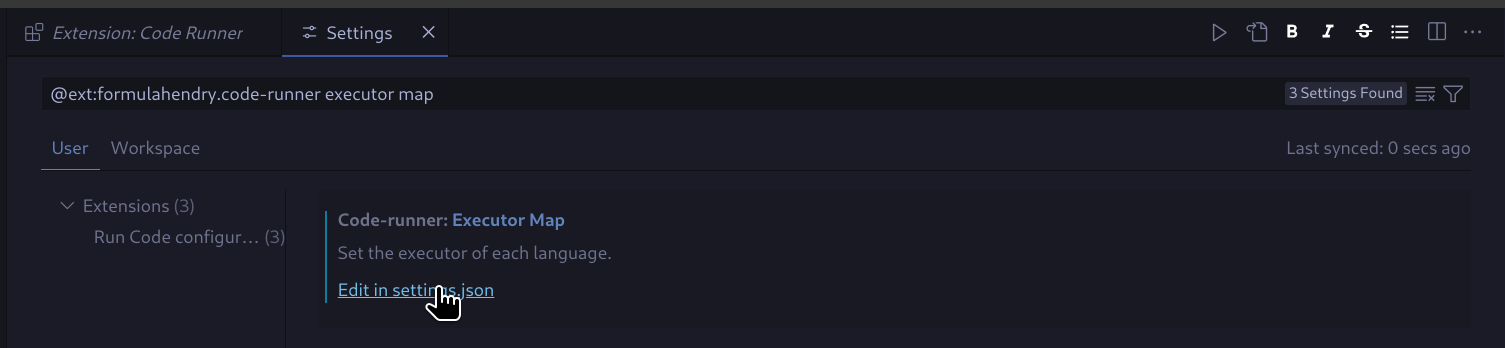 Extension: Code Runner Settings
B I S
@ext:formulahendry.code-runner executor map 3 Settings Found
User Workspace Last synced: 0 secs ago
Extensions (3)
Run Code configur... (3)
Code-runner: Executor Map
Set the executor of each language.
Edit in settings.json